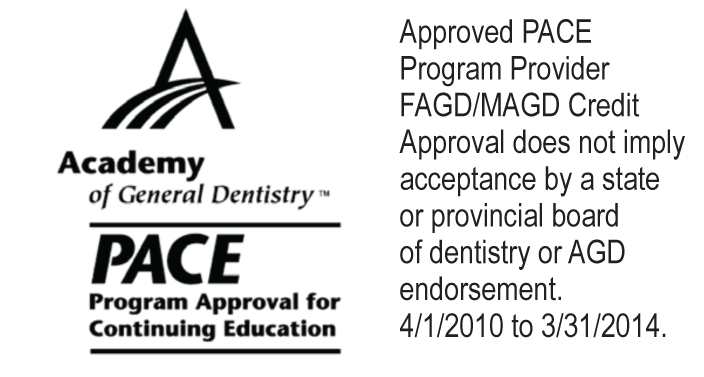 Academy
of General Dentistry™
PACE
Program Approval for
Continuing Education
Approved PACE
Program Provider
FAGD/MAGD Credit
Approval does not imply
acceptance by a state
or provincial board
of dentistry or AGD
endorsement.
4/1/2010 to 3/31/2014.